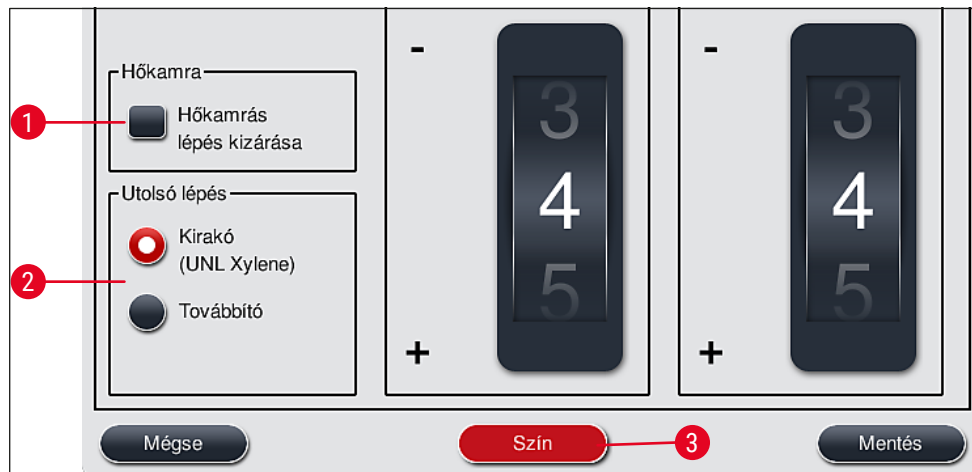 Hőkamra
1
Hőkamrás
lépés kizárása
Utolsó lépés
2
Kirakó
(UNL Xylene)
Továbbító
-
3
4
5
+
-
3
4
5
+
Mégse
Szín
3
Mentés